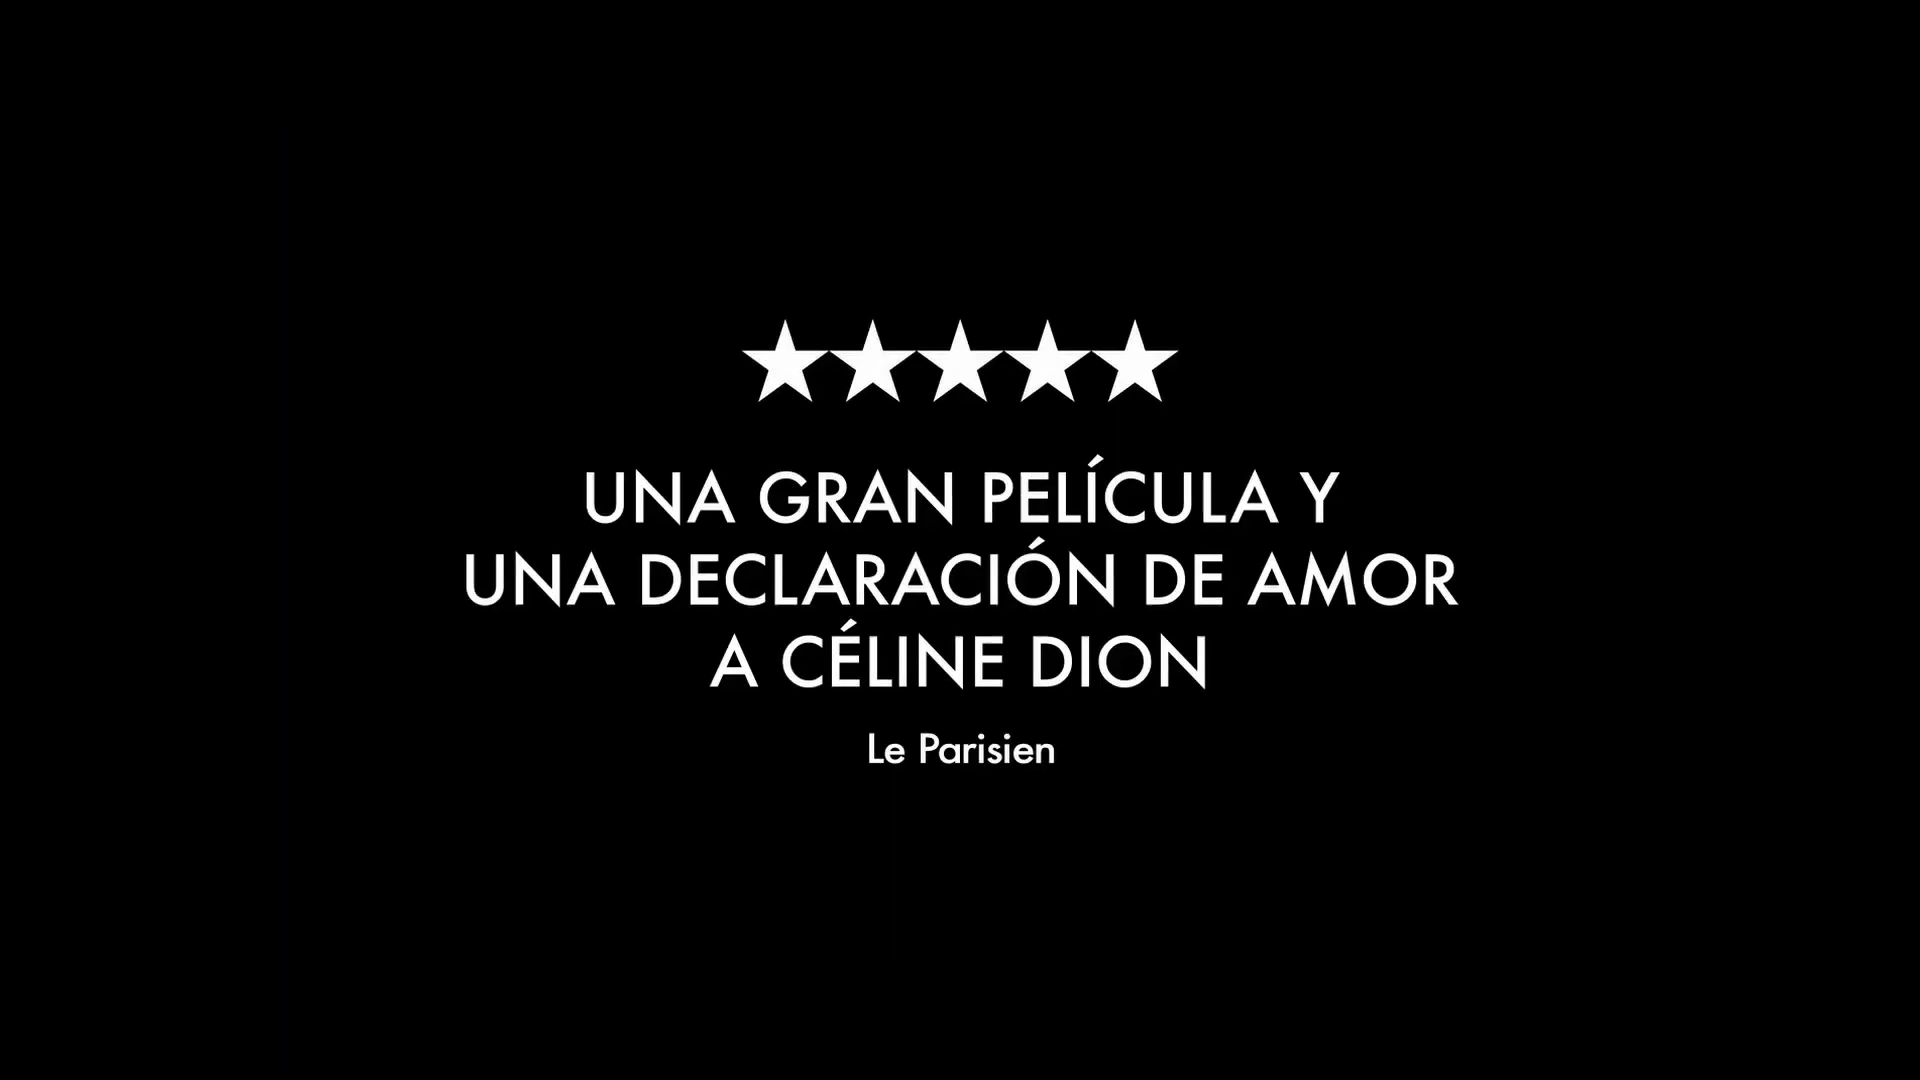 ★★★★★
UNA GRAN PELÍCULA Y
UNA DECLARACIÓN DE AMOR
A CÉLINE DION
Le Parisien